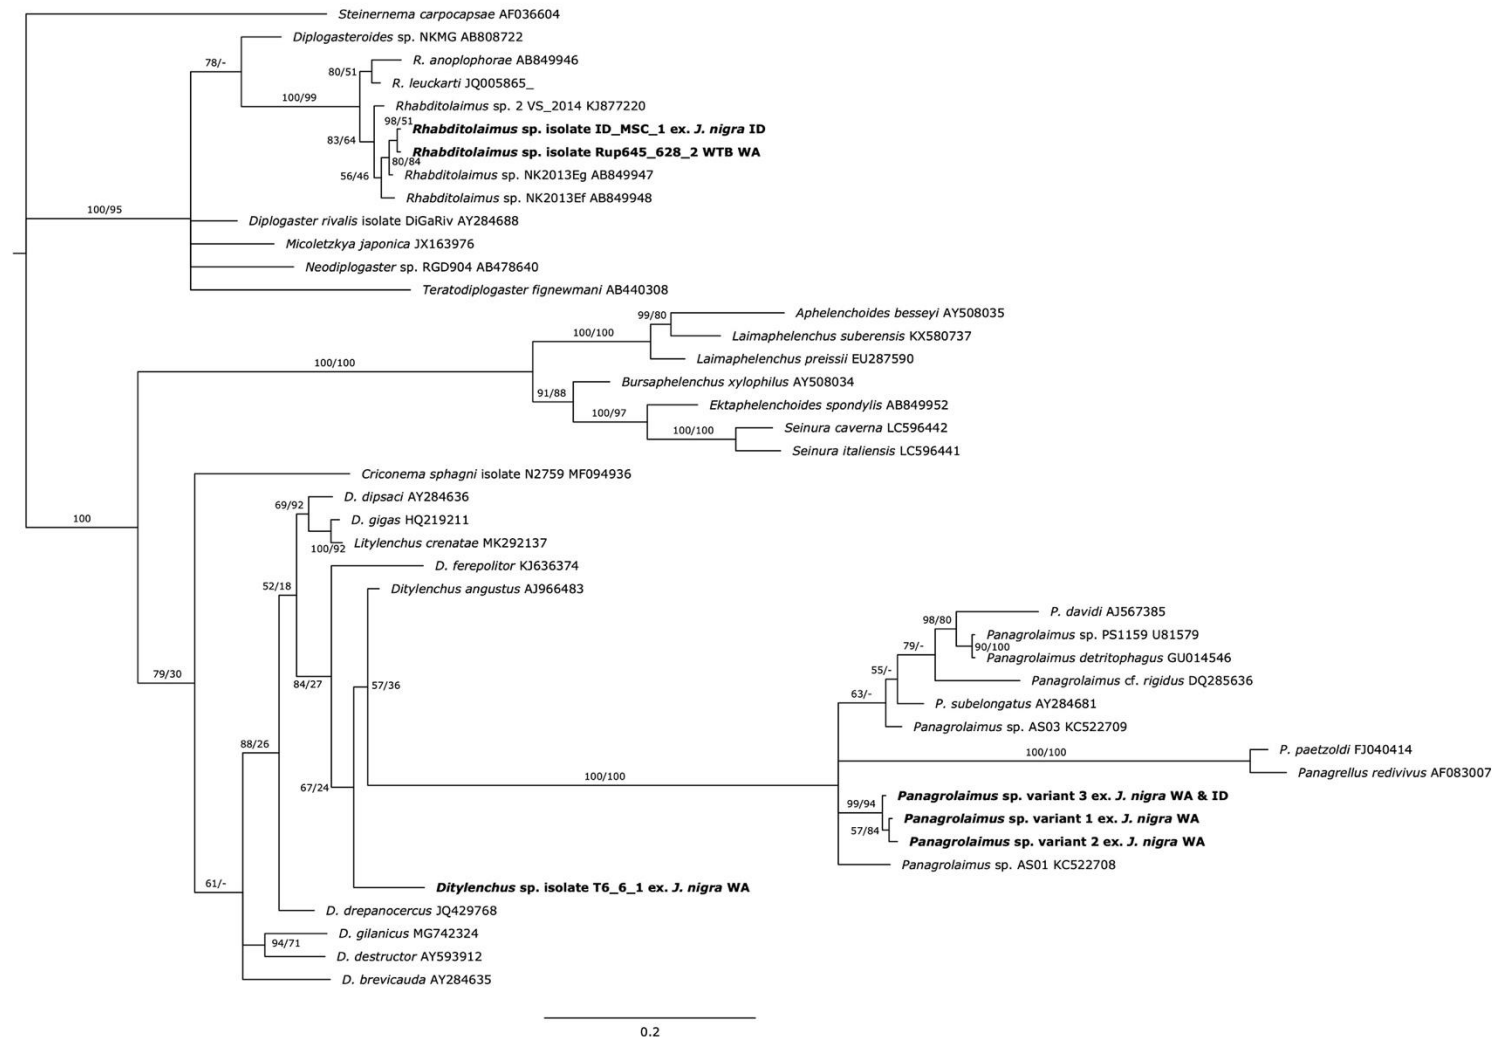 Steinernema carpocapsae AF036604
Diplogasteroides sp. NKMG AB808722
78/-
R. anoplophorae AB849946
80/51
R. leuckarti JQ005865_
100/99
Rhabditolaimus sp. 2 VS_2014 KJ877220
98/51
Rhabditolaimus sp. isolate ID_MSC_1 ex. J. nigra ID
83/64
Rhabditolaimus sp. isolate Rup645_628_2 WTB WA
80/84
Rhabditolaimus sp. NK2013Eg AB849947
56/46
Rhabditolaimus sp. NK2013Ef AB849948
100/95
Diplogaster rivalis isolate DiGaRiv AY284688
Micoletzkya japonica JX163976
Neodiplogaster sp. RGD904 AB478640
Teratodiplogaster fignewmani AB440308
Aphelenchoides besseyi AY508035
99/80
Laimaphelenchus suberensis KX580737
100/100
Laimaphelenchus preissii EU287590
100/100
Bursaphelenchus xylophilus AY508034
91/88
Ektaphelenchoides spondylis AB849952
100/97
Seinura caverna LC596442
100/100
Seinura italiensis LC596441
Criconema sphagni isolate N2759 MF094936
D. dipsaci AY284636
69/92
D. gigas HQ219211
100
Litylenchus crenatae MK292137
100/92
D. ferepolitor KJ636374
52/18
Ditylenchus angustus AJ966483
P. davidi AJ567385
98/80
Panagrolaimus sp. PS1159 U81579
79/-
90/100
Panagrolaimus detritophagus GU014546
55/-
79/30
Panagrolaimus cf. rigidus DQ285636
84/27
57/36
63/-
P. subelongatus AY284681
Panagrolaimus sp. AS03 KC522709
88/26
P. paetzoldi FJ040414
100/100
Panagrellus redivivus AF083007
100/100
67/24
Panagrolaimus sp. variant 3 ex. J. nigra WA & ID
99/94
Panagrolaimus sp. variant 1 ex. J. nigra WA
57/84
Panagrolaimus sp. variant 2 ex. J. nigra WA
Panagrolaimus sp. AS01 KC522708
61/-
Ditylenchus sp. isolate T6_6_1 ex. J. nigra WA
D. drepanocercus JQ429768
D. gilanicus MG742324
94/71
D. destructor AY593912
D. brevicauda AY284635
0.2